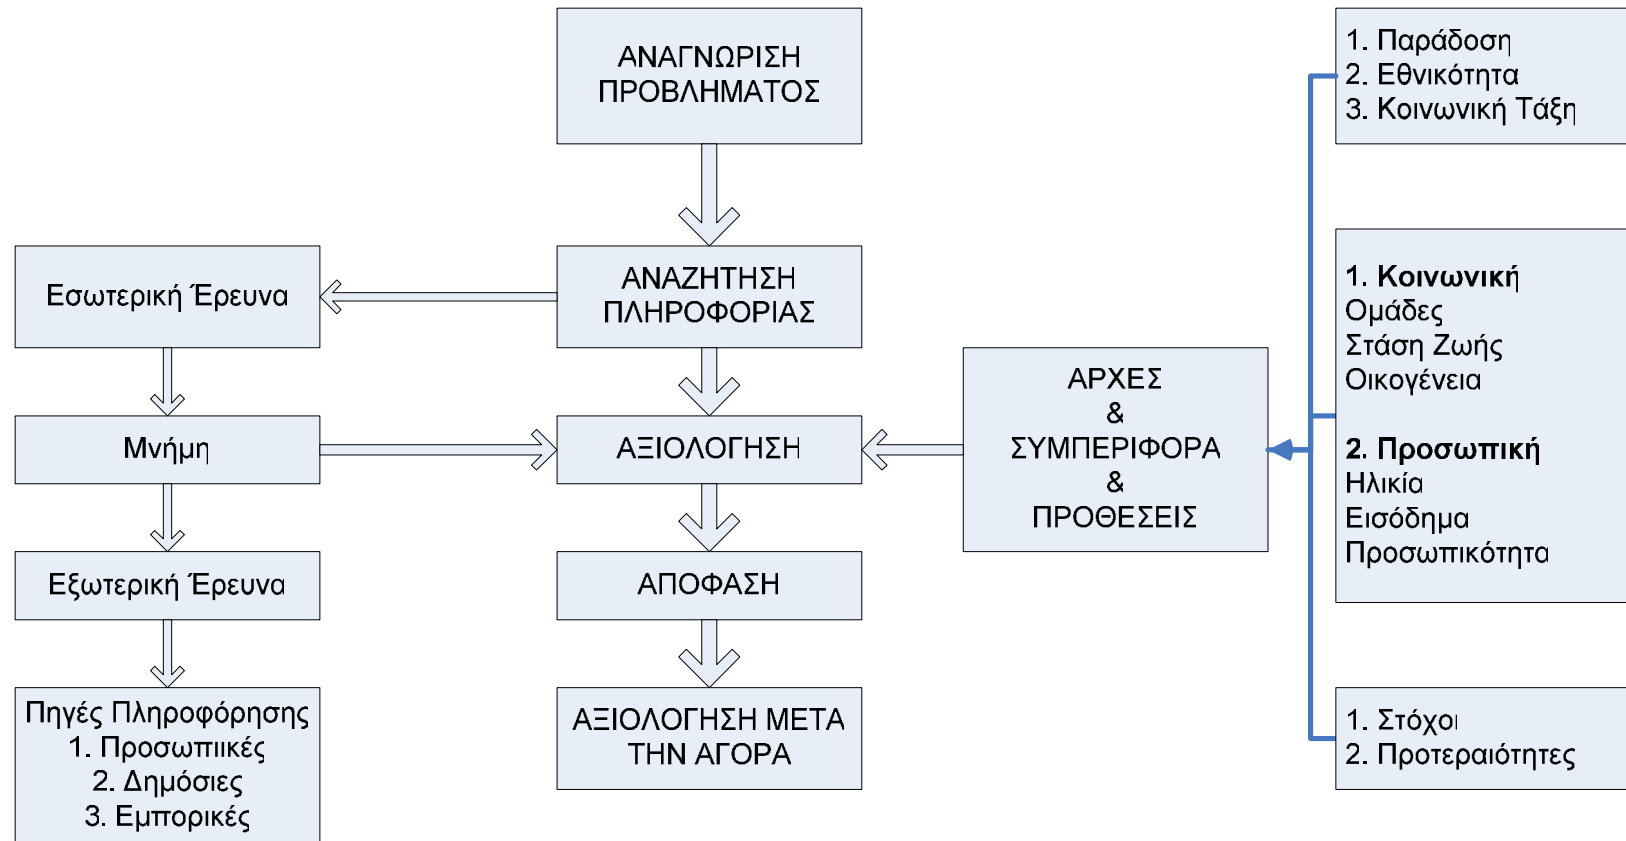 ΑΝΑΓΝΩΡΙΣΗ
ΠΡΟΒΛΗΜΑΤΟΣ
1. Παράδοση
2. Εθνικότητα
3. Κοινωνική Τάξη
Εσωτερική Έρευνα
ΑΝΑΖΗΤΗΣΗ
ΠΛΗΡΟΦΟΡΙΑΣ
1. Κοινωνική
Ομάδες
Στάση Ζωής
Οικογένεια
2. Προσωπική
Ηλικία
Εισόδημα
Προσωπικότητα
ΑΡΧΕΣ
&
ΣΥΜΠΕΡΙΦΟΡΑ
&
ΠΡΟΘΕΣΕΙΣ
Μνήμη
ΑΞΙΟΛΟΓΗΣΗ
Εξωτερική Έρευνα
ΑΠΟΦΑΣΗ
Πηγές Πληροφόρησης
1. Προσωπιικές
2. Δημόσιες
3. Εμπορικές
ΑΞΙΟΛΟΓΗΣΗ ΜΕΤΑ
ΤΗΝ ΑΓΟΡΑ
1. Στόχοι
2. Προτεραιότητες